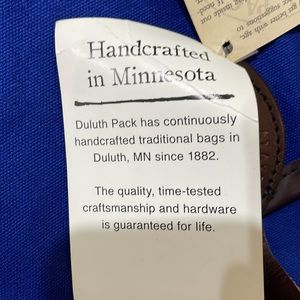 Handcrafted
in Minnesota
Duluth Pack has continuously
handcrafted traditional bags in
Duluth, MN since 1882.
The quality, time-tested
craftsmanship and hardware
is guaranteed for life.